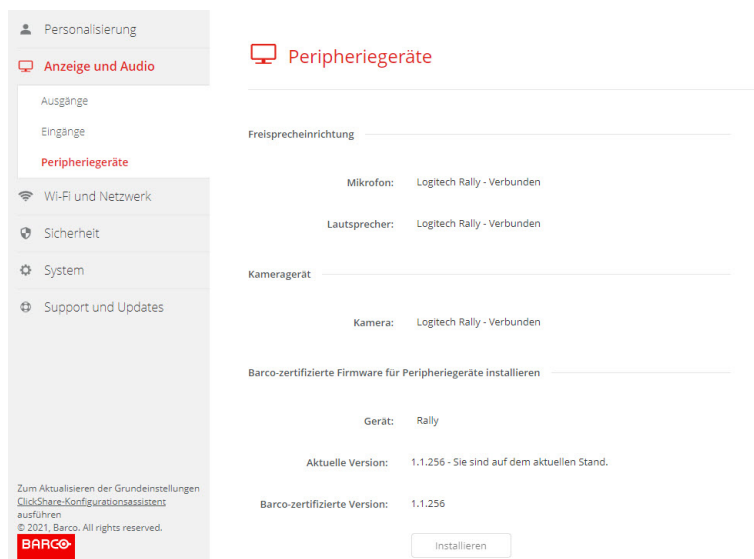 Personalisierung
Anzeige und Audio
Ausgänge
Eingänge
Peripheriegeräte
Wi-Fi und Netzwerk
Sicherheit
System
Support und Updates
Zum Aktualisieren der Grundeinstellungen
ClickShare-Konfigurationsassistent
ausführen
© 2021, Barco. All rights reserved.
BARCO
Peripheriegeräte
Freisprecheinrichtung
Mikrofon: Logitech Rally - Verbunden
Lautsprecher: Logitech Rally - Verbunden
Kameragerät
Kamera: Logitech Rally - Verbunden
Barco-zertifizierte Firmware für Peripheriegeräte installieren
Gerät: Rally
Aktuelle Version: 1.1.256 - Sie sind auf dem aktuellen Stand.
Barco-zertifizierte Version: 1.1.256
Installieren